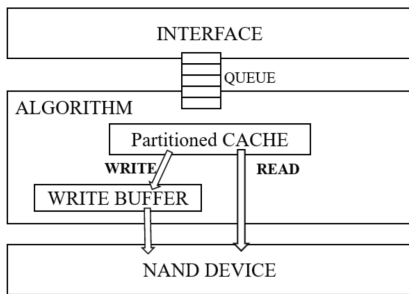 INTERFACE
QUEUE
ALGORITHM
Partitioned CACHE
WRITE
READ
WRITE BUFFER
NAND DEVICE